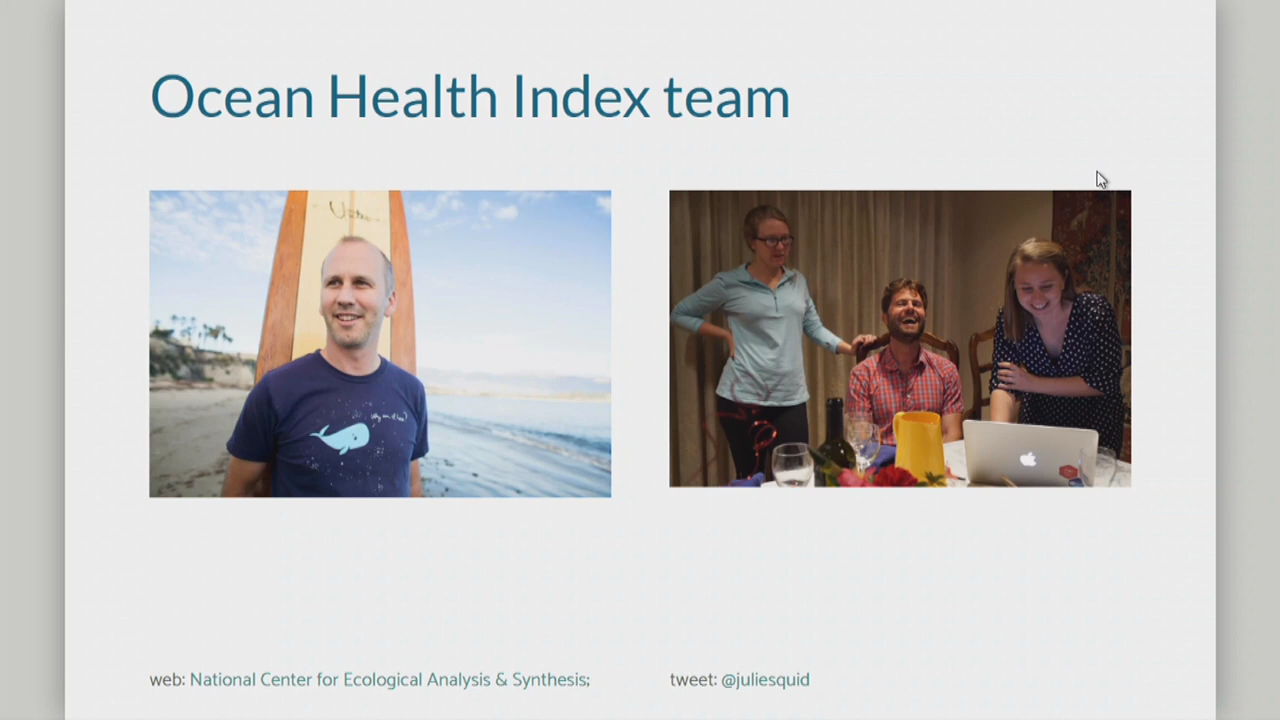 Ocean Health Index team
web: National Center for Ecological Analysis & Synthesis;
tweet: @juliesquid